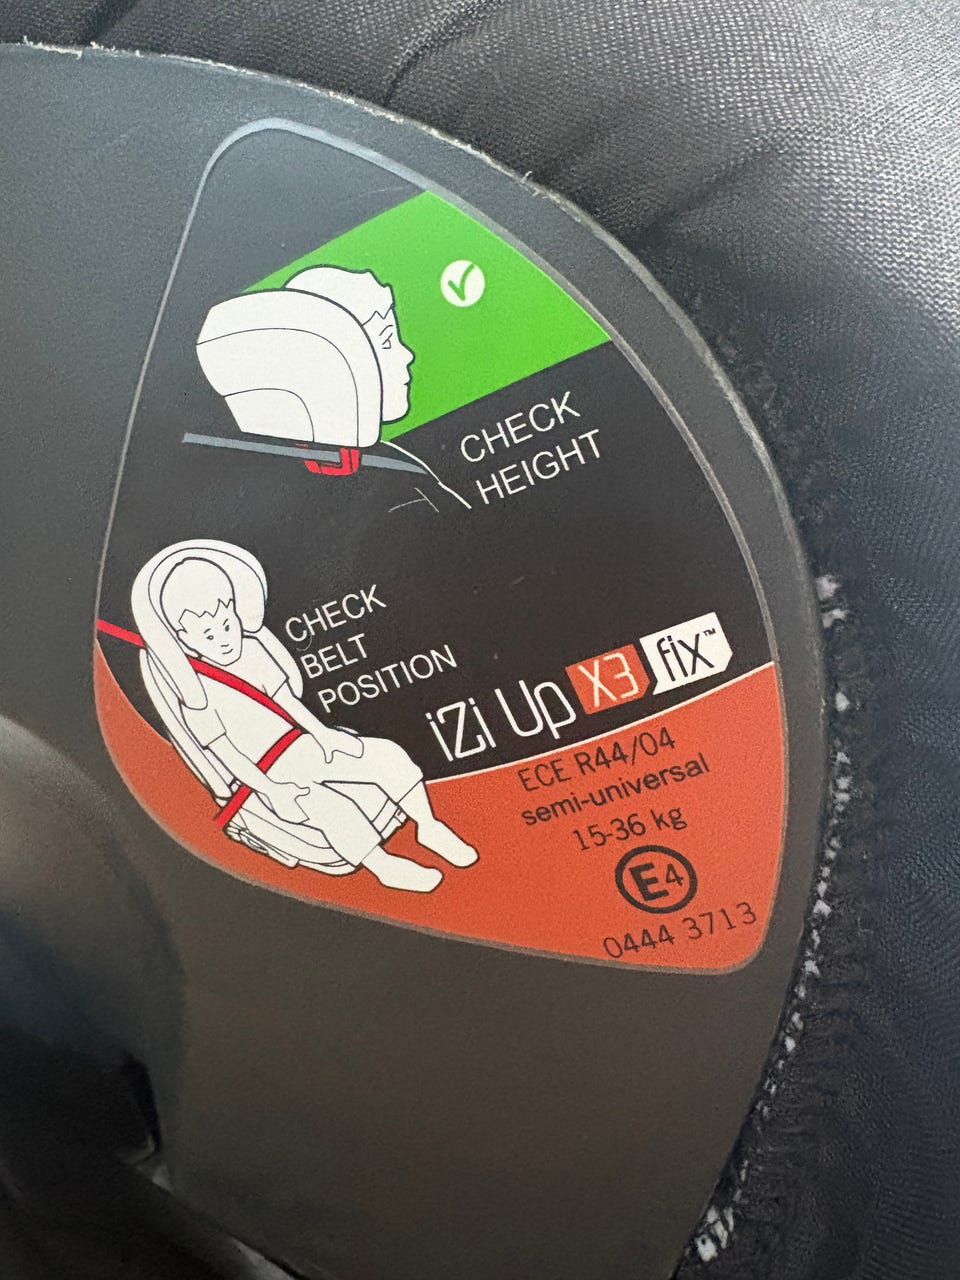 CHECK
HEIGHT
CHECK
BELT
POSITION
iZi Up X3 fix™
ECE R44/04
semi-universal
15-36 kg
E4
0444 3713